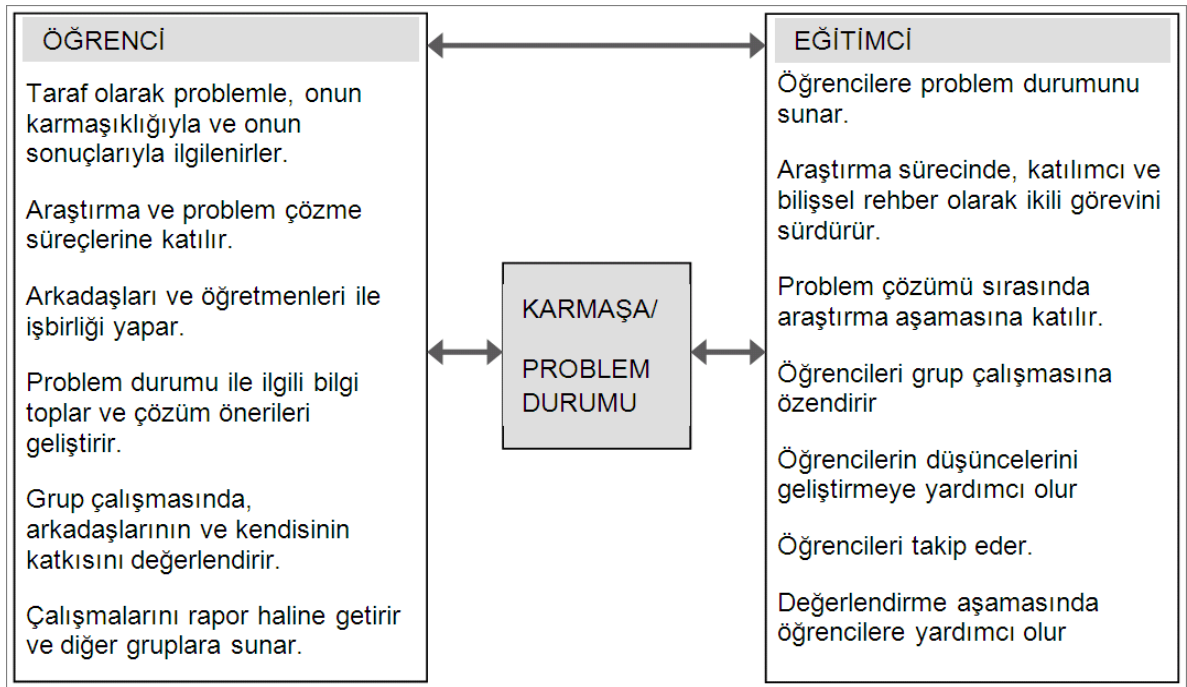 ÖĞRENCİ
Taraf olarak problemle, onun
karmaşıklığıyla ve onun
sonuçlarıyla ilgilenirler.
Araştırma ve problem çözme
süreçlerine katılır.
Arkadaşları ve öğretmenleri ile
işbirliği yapar.
Problem durumu ile ilgili bilgi
toplar ve çözüm önerileri
geliştirir.
Grup çalışmasında,
arkadaşlarının ve kendisinin
katkısını değerlendirir.
Çalışmalarını rapor haline getirir
ve diğer gruplara sunar.
KARMAŞA/
PROBLEM
DURUMU
EĞİTİMCİ
Öğrencilere problem durumunu
sunar.
Araştırma sürecinde, katılımcı ve
bilişsel rehber olarak ikili görevini
sürdürür.
Problem çözümü sırasında
araştırma aşamasına katılır.
Öğrencileri grup çalışmasına
özendirir
Öğrencilerin düşüncelerini
geliştirmeye yardımcı olur
Öğrencileri takip eder.
Değerlendirme aşamasında
öğrencilere yardımcı olur